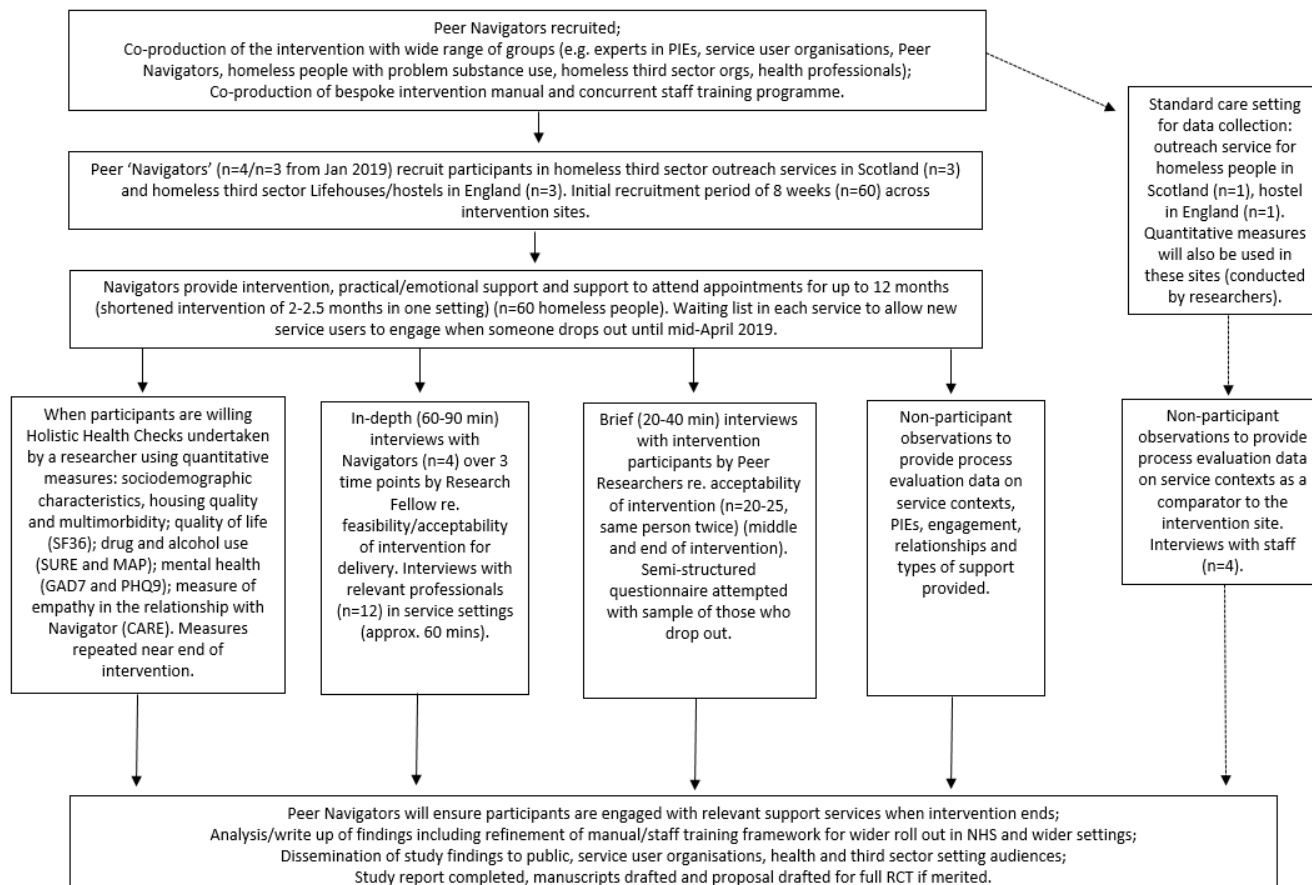 Peer Navigators recruited;
Co-production of the intervention with wide range of groups (e.g. experts in PIEs, service user organisations, Peer
Navigators, homeless people with problem substance use, homeless third sector orgs, health professionals);
Co-production of bespoke intervention manual and concurrent staff training programme.
Standard care setting
for data collection:
outreach service for
homeless people in
Scotland (n=1), hostel
in England (n=1).
Quantitative measures
will also be used in
these sites (conducted
by researchers).
Peer ‘Navigators’ (n=4/n=3 from Jan 2019) recruit participants in homeless third sector outreach services in Scotland (n=3)
and homeless third sector Lifehouses/hostels in England (n=3). Initial recruitment period of 8 weeks (n=60) across
intervention sites.
Navigators provide intervention, practical/emotional support and support to attend appointments for up to 12 months
(shortened intervention of 2-2.5 months in one setting) (n=60 homeless people). Waiting list in each service to allow new
service users to engage when someone drops out until mid-April 2019.
When participants are willing
Holistic Health Checks undertaken
by a researcher using quantitative
measures: sociodemographic
characteristics, housing quality
and multimorbidity; quality of life
(SF36); drug and alcohol use
(SURE and MAP); mental health
(GAD7 and PHQ9); measure of
empathy in the relationship with
Navigator (CARE). Measures
repeated near end of
intervention.
In-depth (60-90 min)
interviews with
Navigators (n=4) over 3
time points by Research
Fellow re.
feasibility/acceptability
of intervention for
delivery. Interviews with
relevant professionals
(n=12) in service settings
(approx. 60 mins).
Brief (20-40 min) interviews
with intervention
participants by Peer
Researchers re. acceptability
of intervention (n=20-25,
same person twice) (middle
and end of intervention).
Semi-structured
questionnaire attempted
with sample of those who
drop out.
Non-participant
observations to
provide process
evaluation data on
service contexts,
PIEs, engagement,
relationships and
types of support
provided.
Non-participant
observations to provide
process evaluation data
on service contexts as a
comparator to the
intervention site.
Interviews with staff
(n=4).
Peer Navigators will ensure participants are engaged with relevant support services when intervention ends;
Analysis/write up of findings including refinement of manual/staff training framework for wider roll out in NHS and wider settings;
Dissemination of study findings to public, service user organisations, health and third sector setting audiences;
Study report completed, manuscripts drafted and proposal drafted for full RCT if merited.